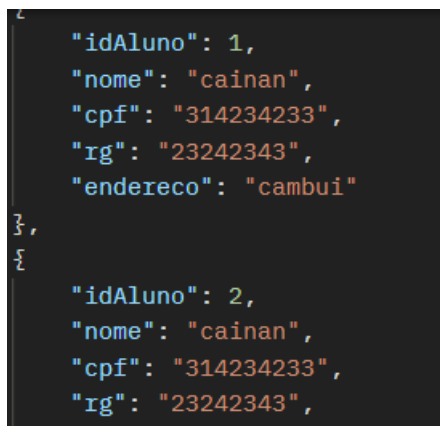 {
"idAluno": 1,
"nome": "cainan",
"cpf": "314234233",
"rg": "23242343",
"endereco": "cambui"
},
{
"idAluno": 2,
"nome": "cainan",
"cpf": "314234233",
"rg": "23242343",